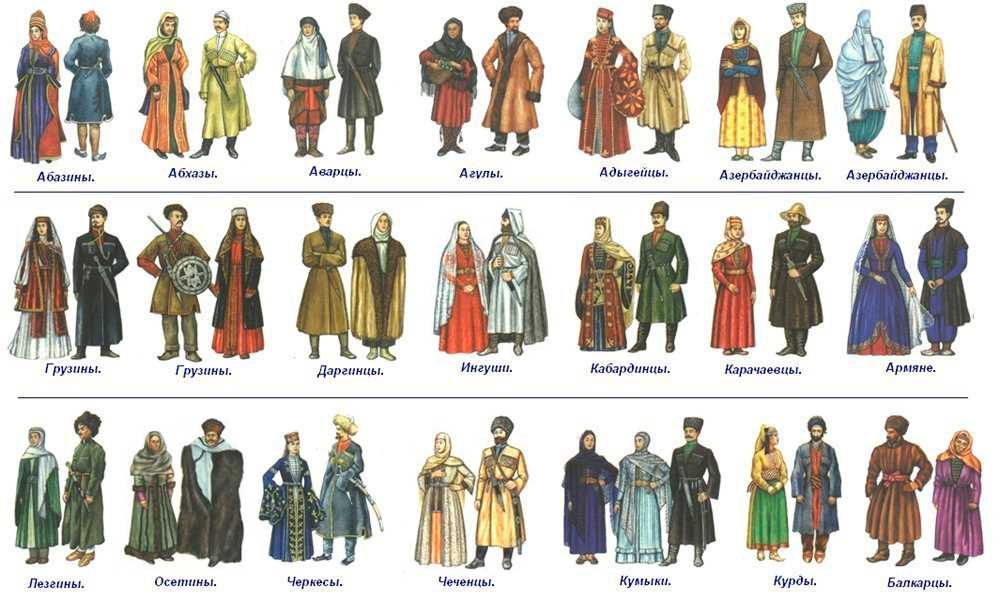 Абазины.
Абхазы.
Аварцы.
Агулы.
Адыгейцы.
Азербайджанцы.
Азербайджанцы.
Грузины.
Грузины.
Даргинцы.
Ингуши.
Кабардинцы.
Карачаевцы.
Армяне.
Лезгины.
Осетины.
Черкесы.
Чеченцы.
Кумыки.
Курды.
Балкарцы.